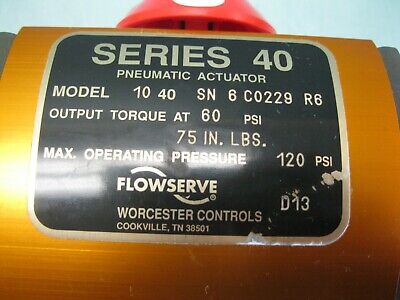 SERIES 40
PNEUMATIC ACTUATOR
MODEL 10 40 SN 6 C0229 R6
OUTPUT TORQUE AT 60 PSI
75 IN. LBS.
MAX. OPERATING PRESSURE 120 PSI
FLOWSERVE®
WORCESTER CONTROLS D13
COOKVILLE, TN 38501